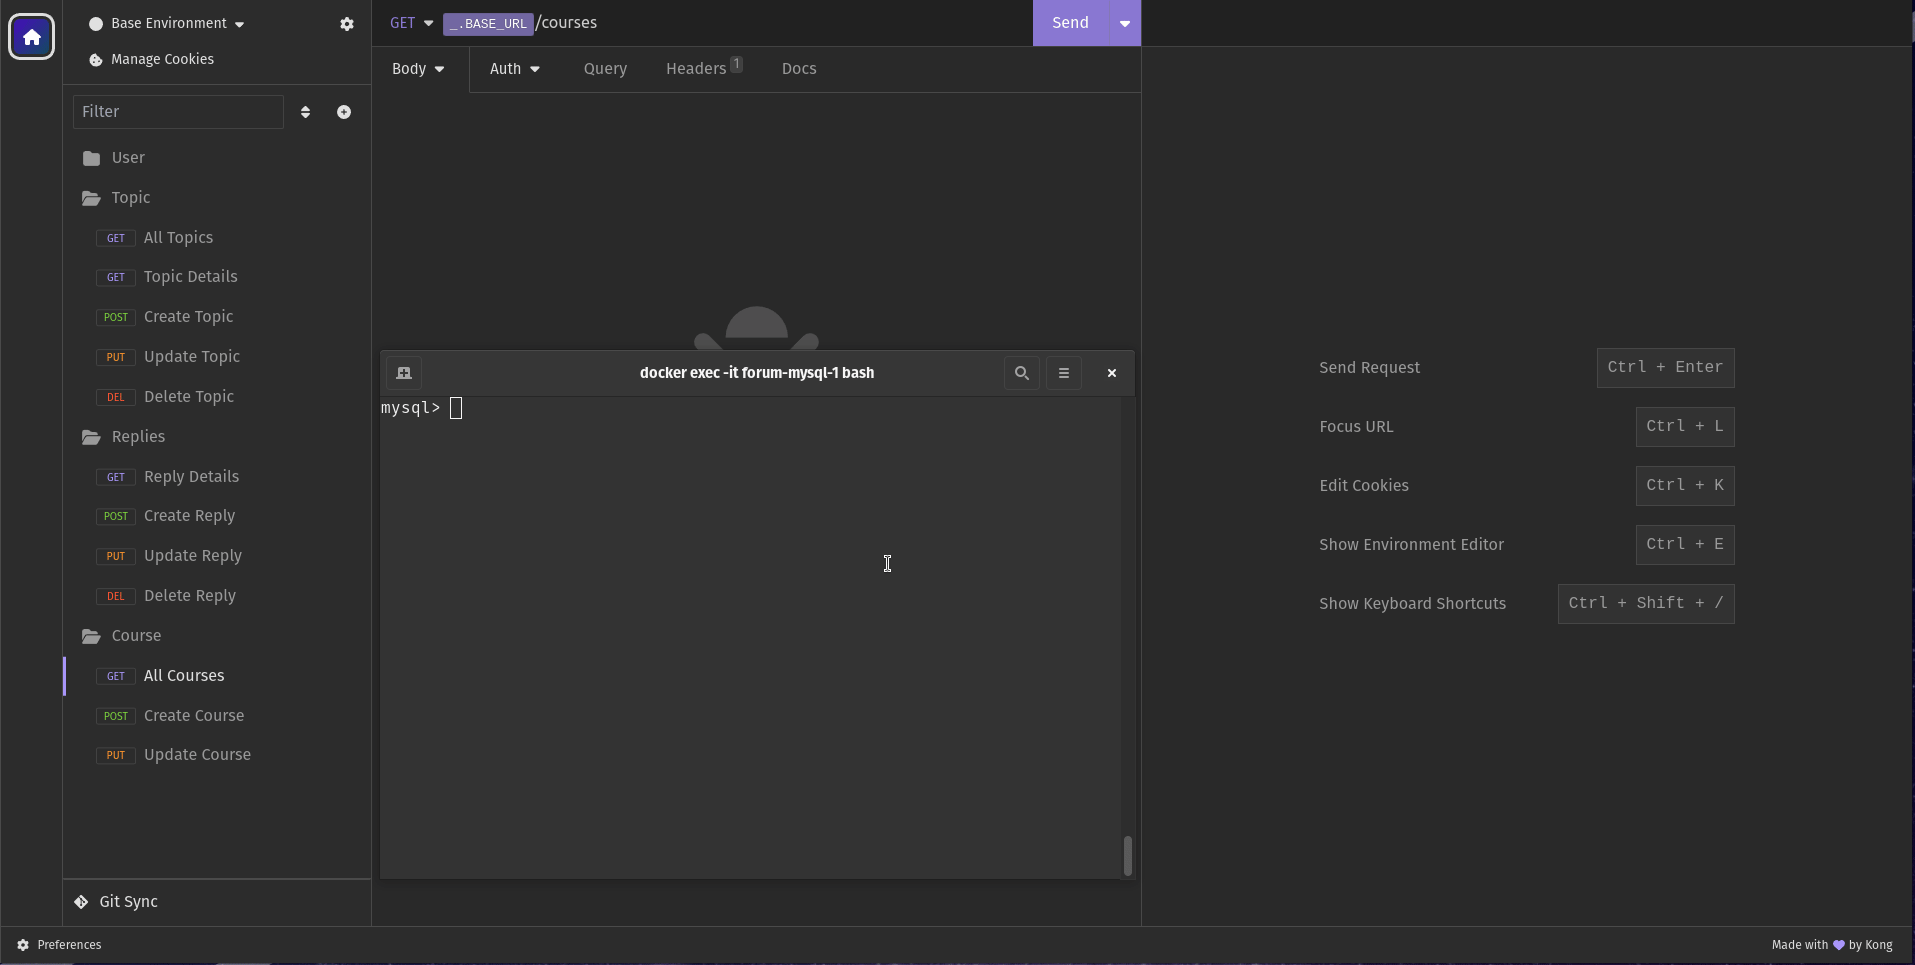 Base Environment
Manage Cookies
Filter
User
Topic
GET All Topics
GET Topic Details
POST Create Topic
PUT Update Topic
DEL Delete Topic
Replies
GET Reply Details
POST Create Reply
PUT Update Reply
DEL Delete Reply
Course
GET All Courses
POST Create Course
PUT Update Course
Git Sync
GET _.BASE_URL/courses Send
Body Auth Query Headers 1 Docs
docker exec -it forum-mysql-1 bash
mysql>
Send Request Ctrl + Enter
Focus URL Ctrl + L
Edit Cookies Ctrl + K
Show Environment Editor Ctrl + E
Show Keyboard Shortcuts Ctrl + Shift + /
Preferences
Made with 💜 by Kong